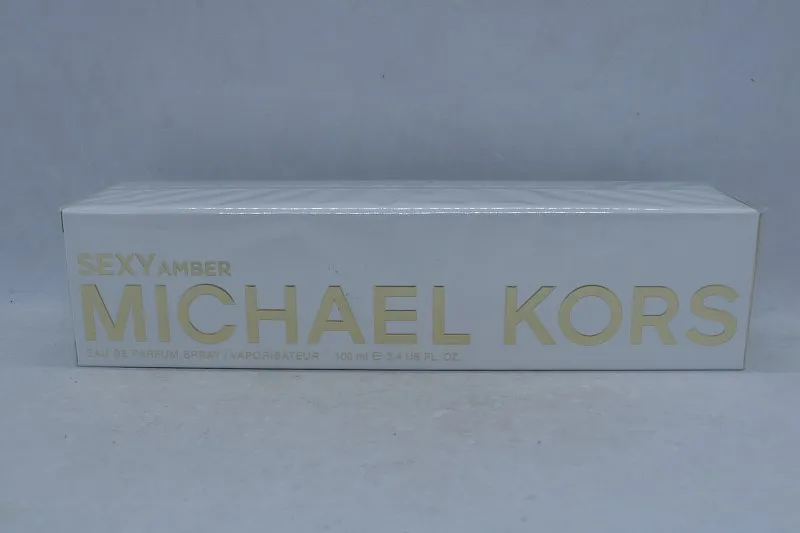 SEXY AMBER
MICHAEL KORS
EAU DE PARFUM SPRAY / VAPORISATEUR 100 ml ℮ 3.4 US FL. OZ.